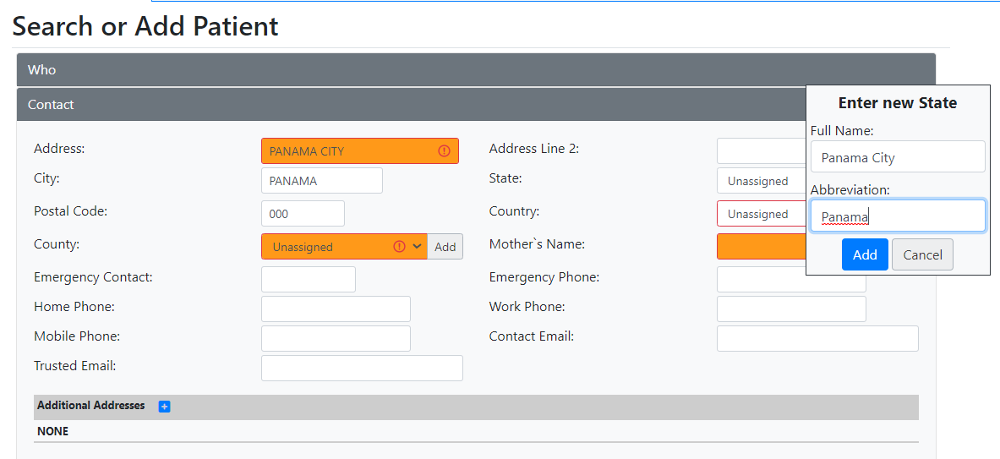 Search or Add Patient
Who
Contact
Address: PANAMA CITY Address Line 2:
City: PANAMA State: Unassigned
Postal Code: 000 Country: Unassigned
County: Unassigned Add Mother`s Name:
Emergency Contact: Emergency Phone:
Home Phone: Work Phone:
Mobile Phone: Contact Email:
Trusted Email:
Additional Addresses
NONE
Enter new State
Full Name:
Panama City
Abbreviation:
Panama
Add Cancel